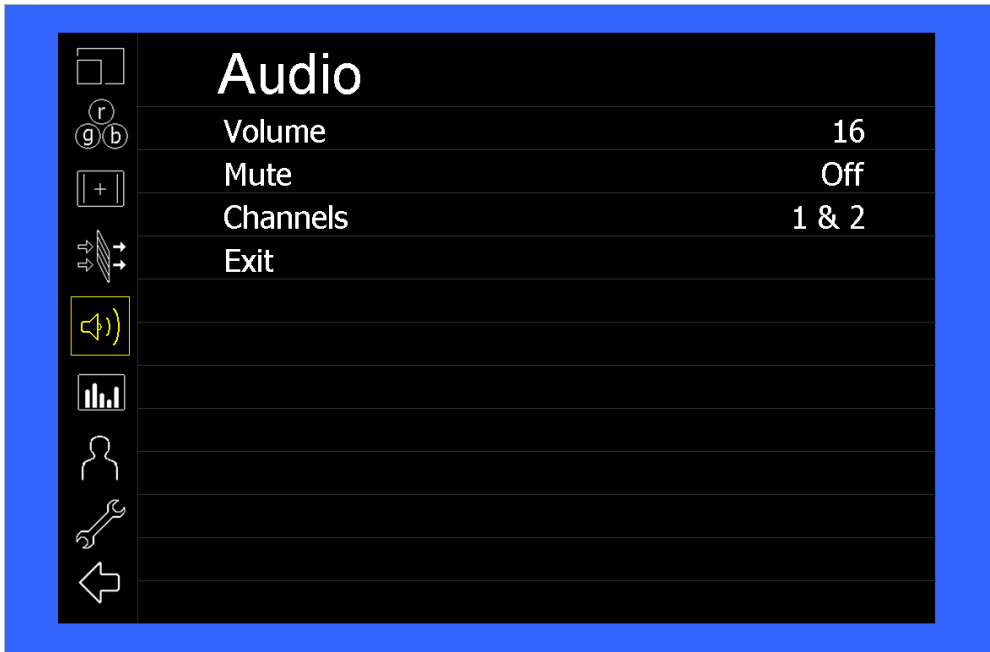 Audio
r
g b
Volume 16
Mute Off
Channels 1 & 2
Exit